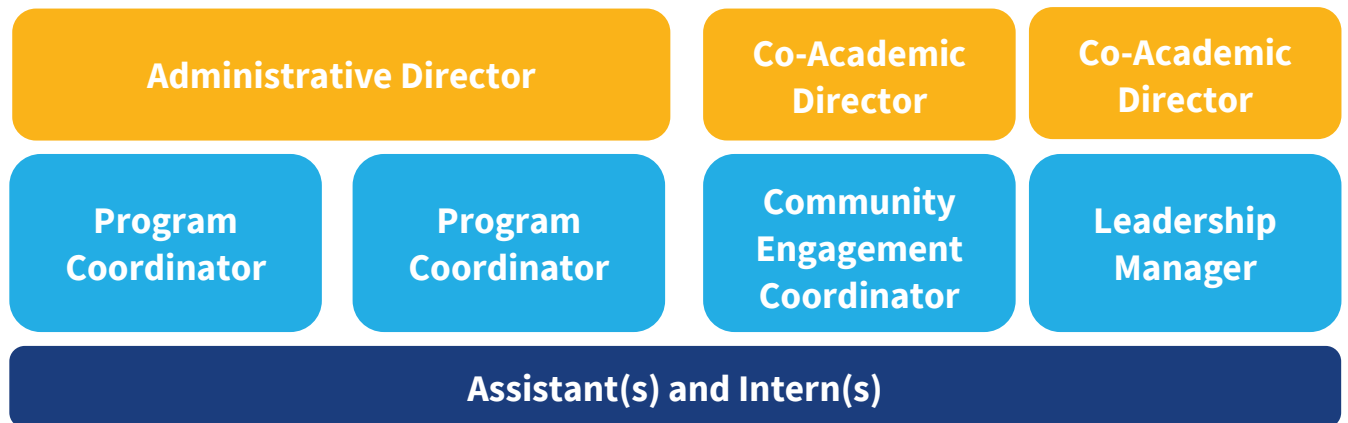 Administrative Director
Co-Academic
Director
Co-Academic
Director
Program
Coordinator
Program
Coordinator
Community
Engagement
Coordinator
Leadership
Manager
Assistant(s) and Intern(s)